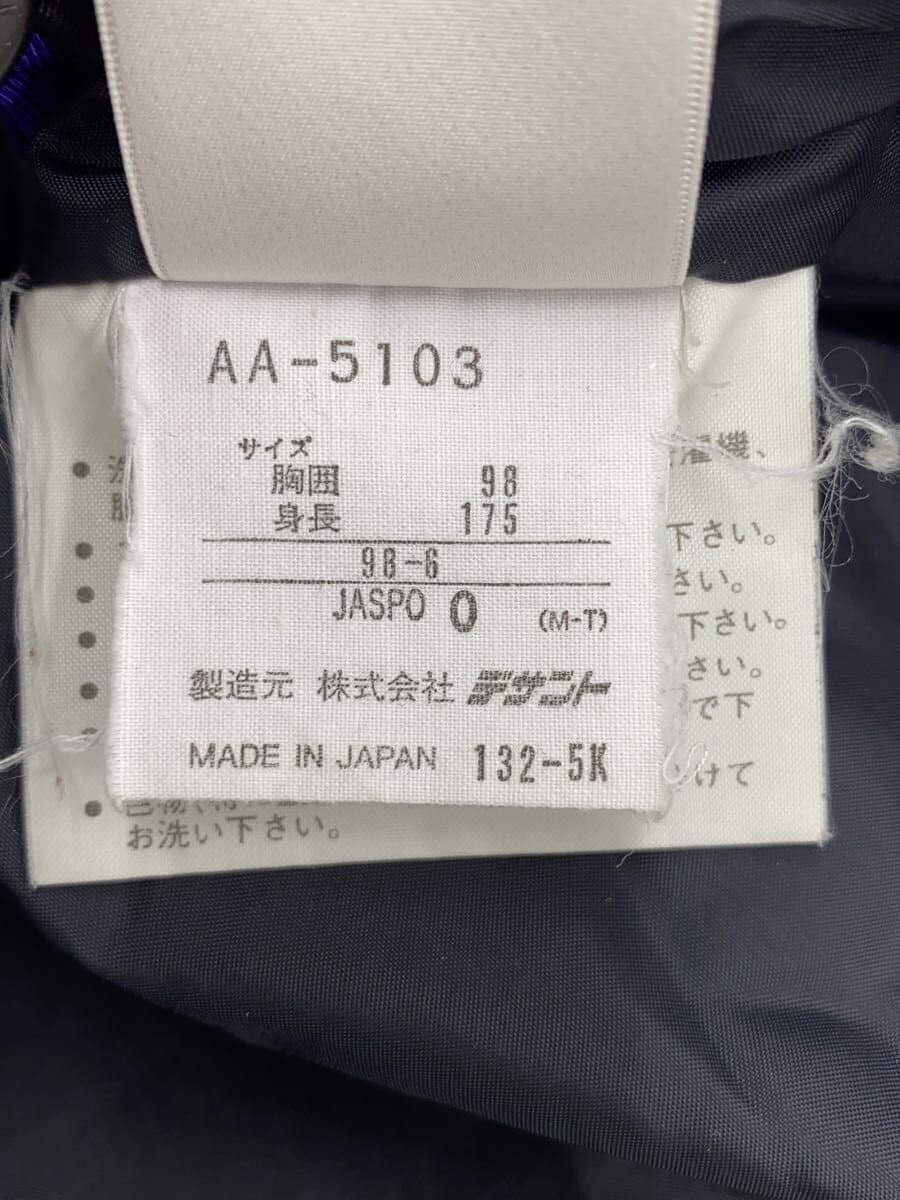 AA-5103
サイズ
胸囲 98
身長 175
98-6
JASPO O (M-T)
製造元 株式会社 デサント
MADE IN JAPAN 132-5K
濯機、
下さい。
さい。
下さい。
さい。
で下
けて
お洗い下さい。